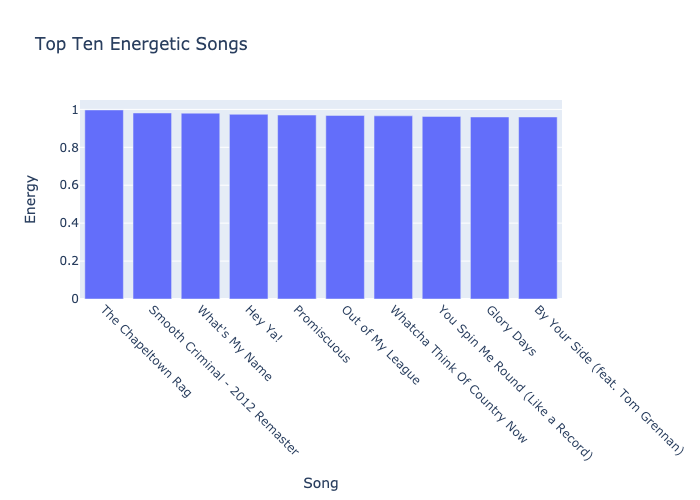 Top Ten Energetic Songs
Energy
1
0.8
0.6
0.4
0.2
0
The Chapeltown Rag
Smooth Criminal - 2012 Remaster
What's My Name
Hey Ya!
Promiscuous
Out of My League
Whatcha Think Of Country Now
You Spin Me Round (Like a Record)
Glory Days
By Your Side (feat. Tom Grennan)
Song